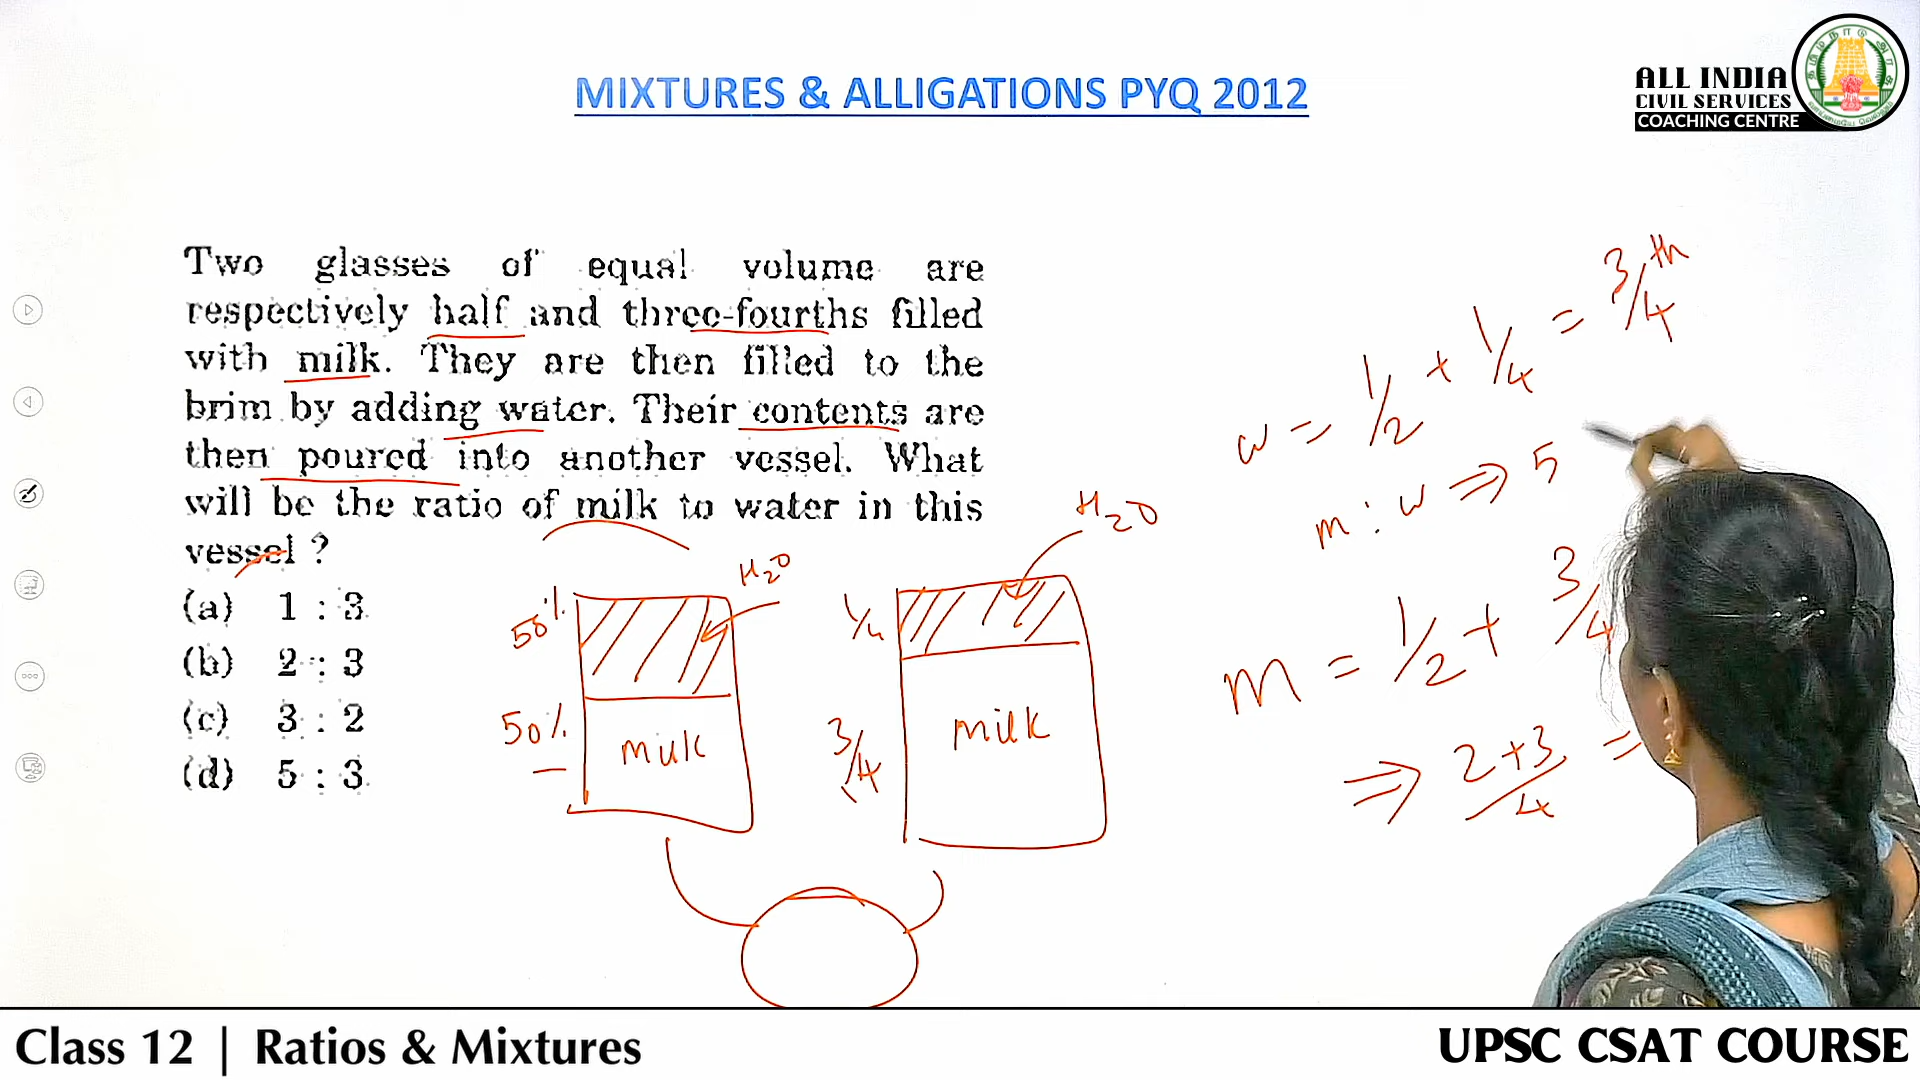 MIXTURES & ALLIGATIONS PYQ 2012
ALL INDIA
CIVIL SERVICES
COACHING CENTRE
Two glasses of equal volume are
respectively half and three-fourths filled
with milk. They are then filled to the
brim by adding water. Their contents are
then poured into another vessel. What
will be the ratio of milk to water in this
vessel ?
(a) 1 : 3
(b) 2 : 3
(c) 3 : 2
(d) 5 : 3
50%
H2O
50%
milk
1/4
H2O
3/4
milk
w = 1/2 + 1/4 = 3/4 th
m : w ⇒ 5
m = 1/2 + 3/4
⇒ 2+3/4 =
Class 12 | Ratios & Mixtures
UPSC CSAT COURSE